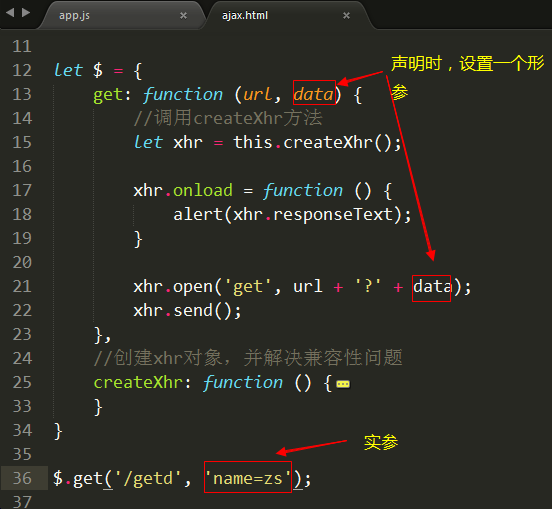 app.js × ajax.html ×
11
12 let $ = {
声明时，设置一个形
13 get: function (url, data) {
参
14 //调用createXhr方法
15 let xhr = this.createXhr();
16
17 xhr.onload = function () {
18 alert(xhr.responseText);
19 }
20
21 xhr.open('get', url + '?' + data);
22 xhr.send();
23 },
24 //创建xhr对象，并解决兼容性问题
25 createXhr: function () {
33 }
34 }
35 实参
36 $.get('/getd', 'name=zs');
37